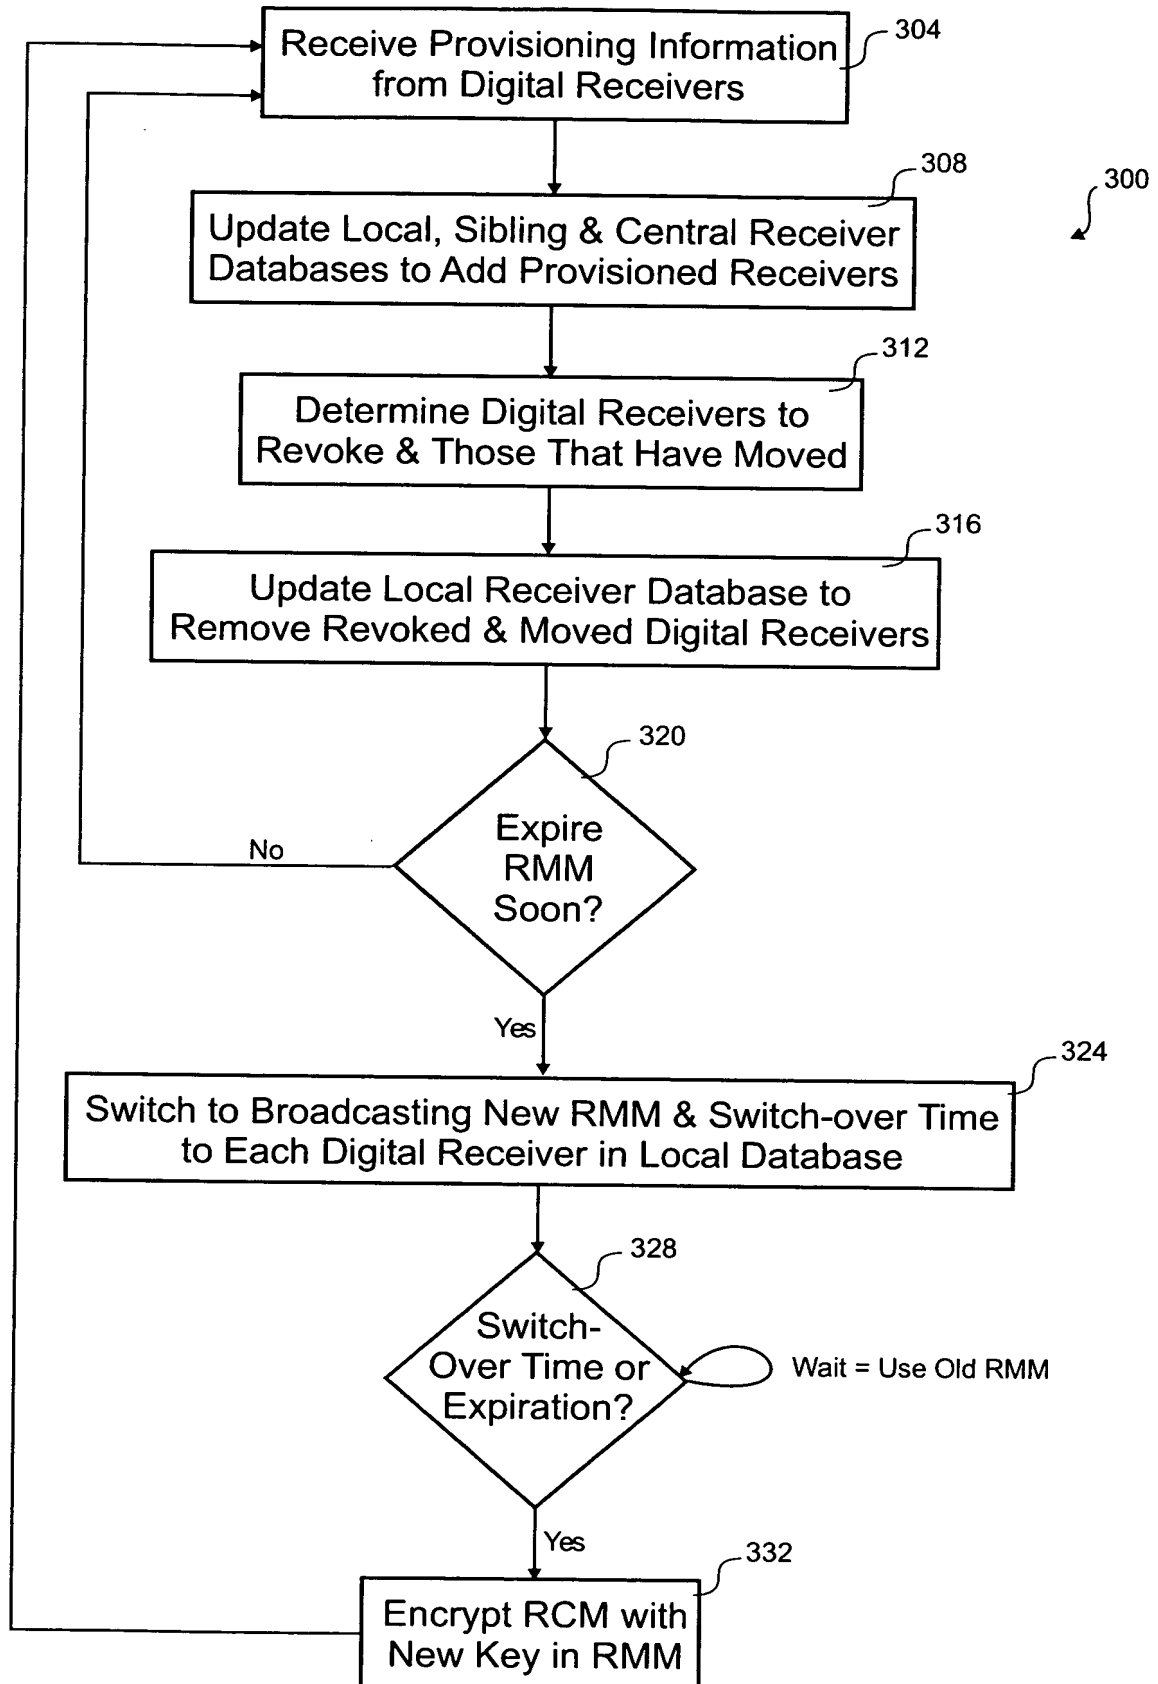 Receive Provisioning Information
from Digital Receivers
304
308
300
Update Local, Sibling & Central Receiver
Databases to Add Provisioned Receivers
312
Determine Digital Receivers to
Revoke & Those That Have Moved
316
Update Local Receiver Database to
Remove Revoked & Moved Digital Receivers
320
Expire
RMM
Soon?
No
Yes
324
Switch to Broadcasting New RMM & Switch-over Time
to Each Digital Receiver in Local Database
328
Switch-
Over Time or
Expiration?
Wait = Use Old RMM
Yes
332
Encrypt RCM with
New Key in RMM